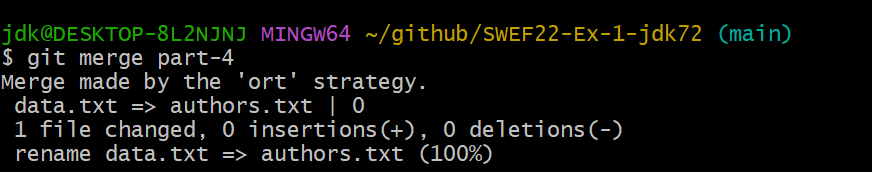 jdk@DESKTOP-8L2NJNJ MINGW64 ~/github/SWEF22-Ex-1-jdk72 (main)
$ git merge part-4
Merge made by the 'ort' strategy.
 data.txt => authors.txt | 0
 1 file changed, 0 insertions(+), 0 deletions(-)
 rename data.txt => authors.txt (100%)